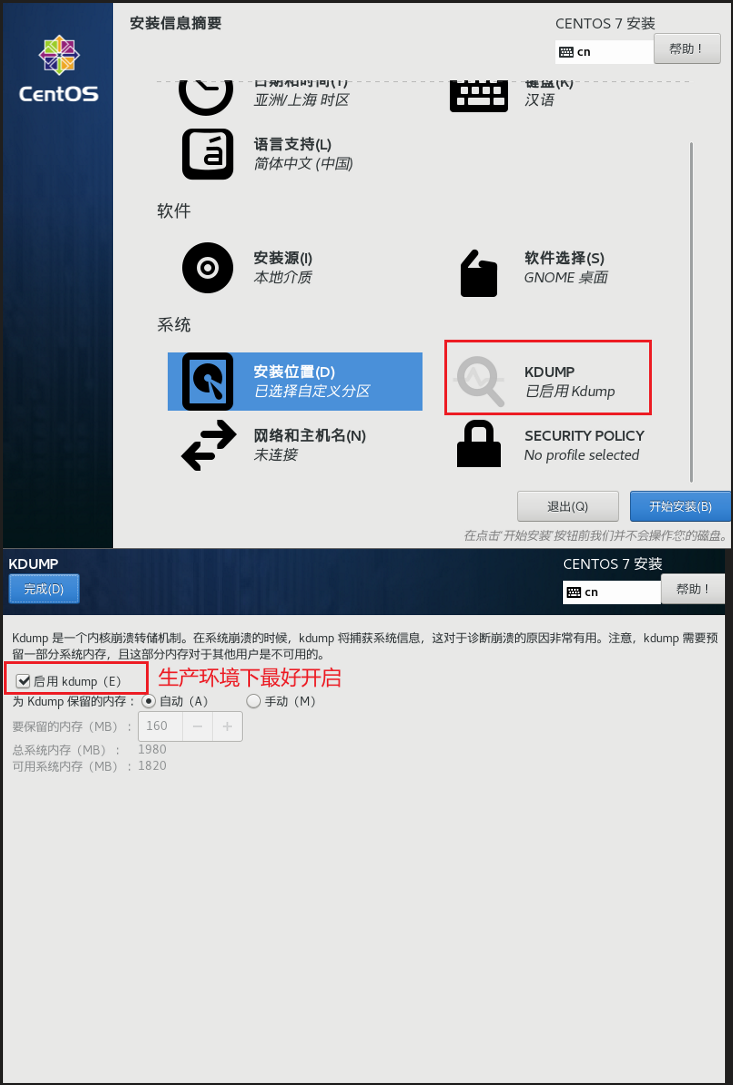 安装信息摘要
CENTOS 7 安装
cn
帮助！
CentOS
日期和时间(T)
亚洲/上海 时区
键盘(K)
汉语
语言支持(L)
简体中文 (中国)
软件
安装源(I)
本地介质
软件选择(S)
GNOME 桌面
系统
安装位置(D)
已选择自定义分区
KDUMP
已启用 Kdump
网络和主机名(N)
未连接
SECURITY POLICY
No profile selected
退出(Q)
开始安装(B)
在点击“开始安装”按钮前我们并不会操作您的磁盘。
KDUMP
CENTOS 7 安装
完成(D)
cn
帮助！
Kdump 是一个内核崩溃转储机制。在系统崩溃的时候，kdump 将捕获系统信息，这对于诊断崩溃的原因非常有用。注意，kdump 需要预
留一部分系统内存，且这部分内存对于其他用户是不可用的。
启用 kdump（E）
生产环境下最好开启
为 Kdump 保留的内存： 自动（A） 手动（M）
要保留的内存（MB）： 160 − +
总系统内存（MB）： 1980
可用系统内存（MB）： 1820